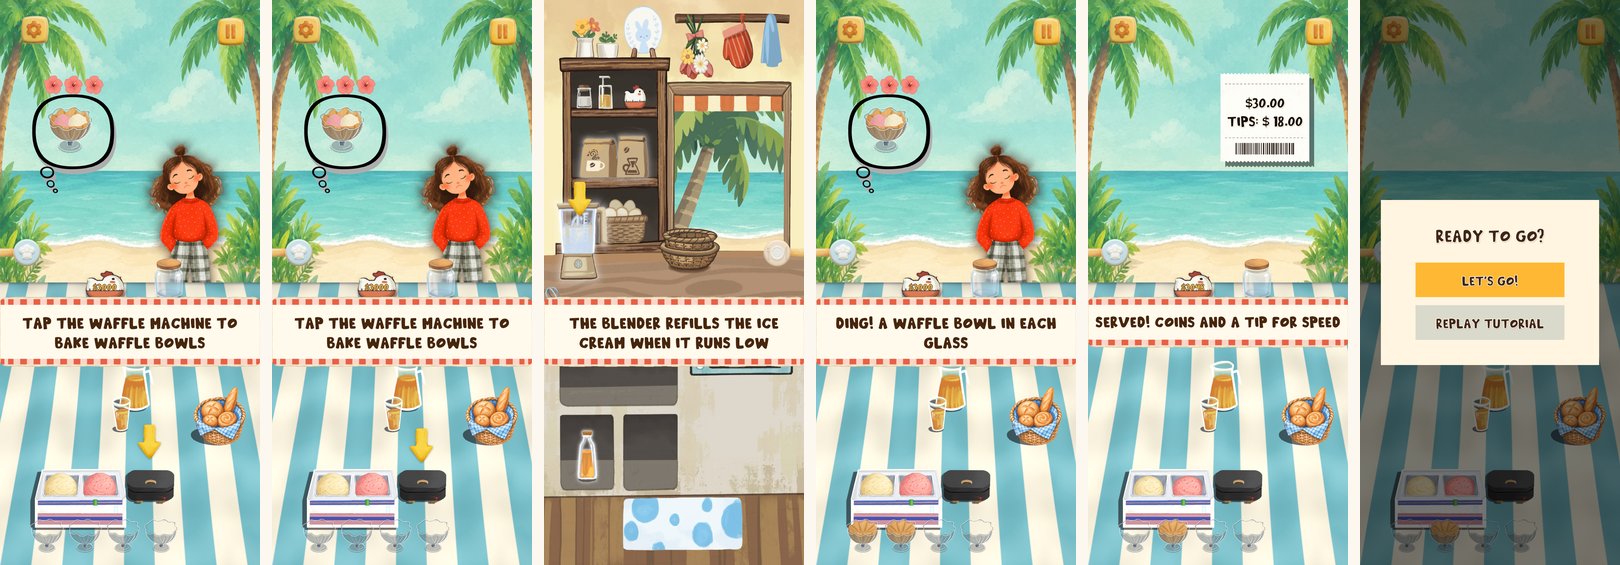 TAP THE WAFFLE MACHINE TO
BAKE WAFFLE BOWLS
TAP THE WAFFLE MACHINE TO
BAKE WAFFLE BOWLS
THE BLENDER REFILLS THE ICE
CREAM WHEN IT RUNS LOW
DING! A WAFFLE BOWL IN EACH
GLASS
$30.00
TIPS: $ 18.00
SERVED! COINS AND A TIP FOR SPEED
READY TO GO?
LET'S GO!
REPLAY TUTORIAL